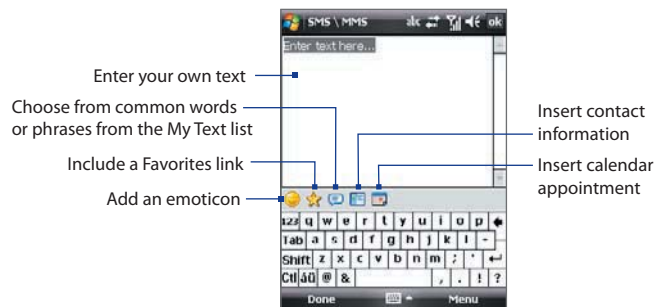 SMS \ MMS abc ok
Enter text here...
Enter your own text
Choose from common words
or phrases from the My Text list
Include a Favorites link
Add an emoticon
Insert contact
information
Insert calendar
appointment
123 q w e r t y u i o p
Tab a s d f g h j k l -
Shift z x c v b n m ; '
Ctl áü @ & , . ! ?
Done Menu